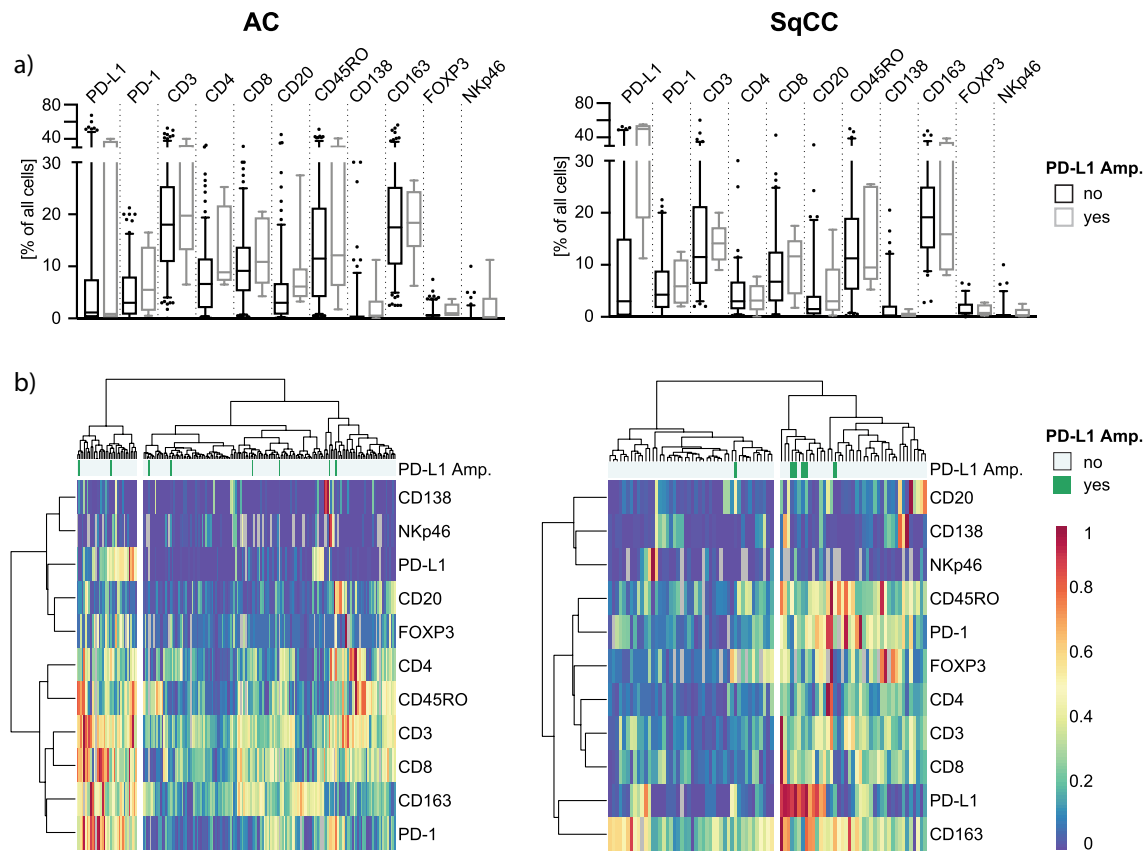 AC
SqCC
a)
PD-L1 PD-1 CD3 CD4 CD8 CD20 CD45RO CD138 CD163 FOXP3 NKp46
80
40
30
20
10
0
[% of all cells]
PD-L1 PD-1 CD3 CD4 CD8 CD20 CD45RO CD138 CD163 FOXP3 NKp46
80
40
30
20
10
0
[% of all cells]
PD-L1 Amp.
no
yes
b)
PD-L1 Amp.
CD138
NKp46
PD-L1
CD20
FOXP3
CD4
CD45RO
CD3
CD8
CD163
PD-1
PD-L1 Amp.
CD20
CD138
NKp46
CD45RO
PD-1
FOXP3
CD4
CD3
CD8
PD-L1
CD163
PD-L1 Amp.
no
yes
1
0.8
0.6
0.4
0.2
0